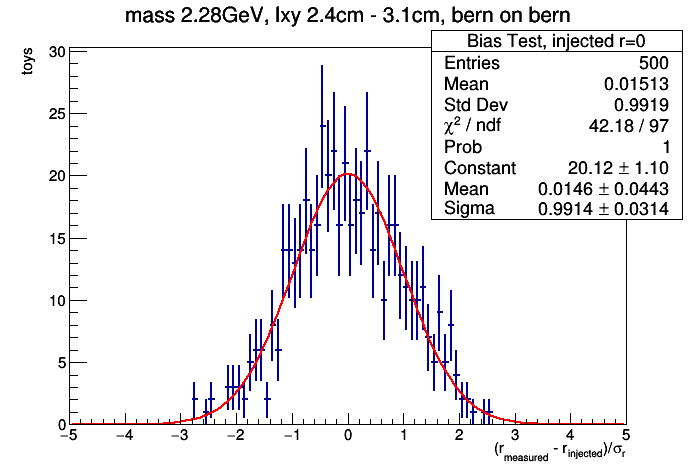 mass 2.28GeV, lxy 2.4cm - 3.1cm, bern on bern
toys
Bias Test, injected r=0
Entries 500
Mean 0.01513
Std Dev 0.9919
χ² / ndf 42.18 / 97
Prob 1
Constant 20.12 ± 1.10
Mean 0.0146 ± 0.0443
Sigma 0.9914 ± 0.0314
30
25
20
15
10
5
0
−5 −4 −3 −2 −1 0 1 2 3 4 5
(r_measured - r_injected)/σ_r